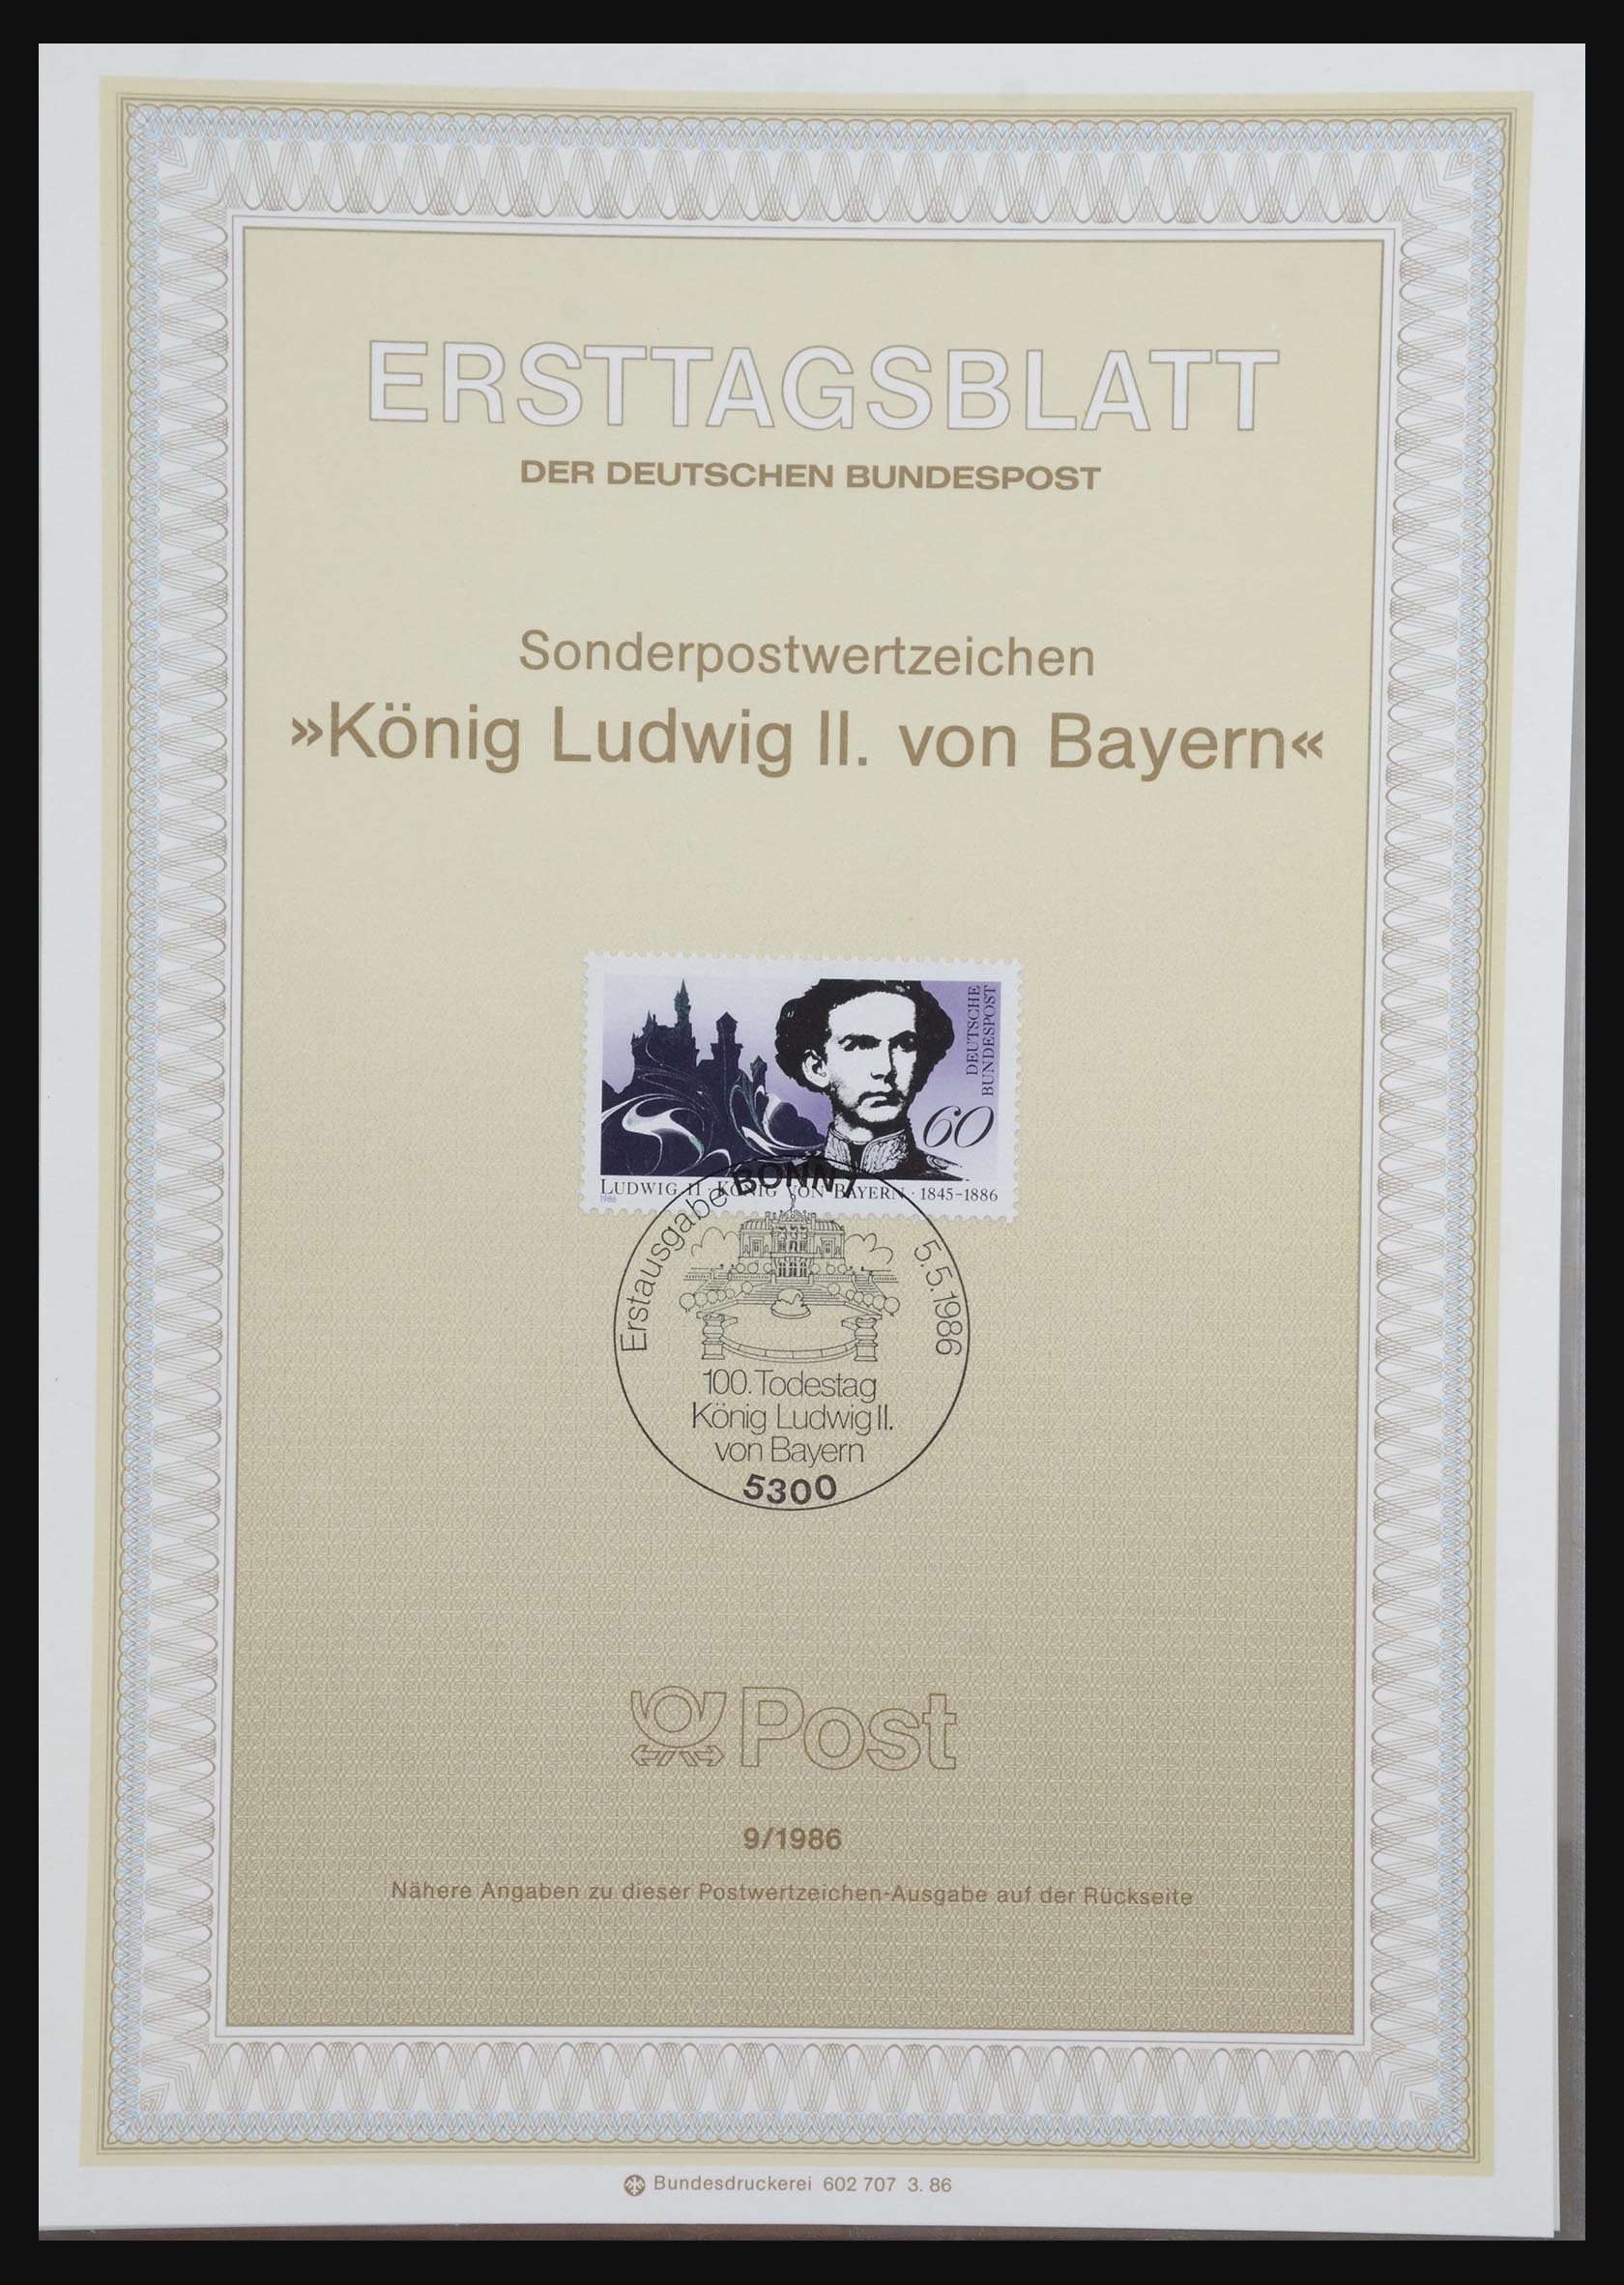 ERSTTAGSBLATT
DER DEUTSCHEN BUNDESPOST
Sonderpostwertzeichen
»König Ludwig II. von Bayern«
DEUTSCHE
BUNDESPOST
60
LUDWIG II · KÖNIG VON BAYERN · 1845-1886
1986
Erstausgabe BONN 1
5.5.1986
100. Todestag
König Ludwig II.
von Bayern
5300
Post
9/1986
Nähere Angaben zu dieser Postwertzeichen-Ausgabe auf der Rückseite
Bundesdruckerei 602 707 3. 86